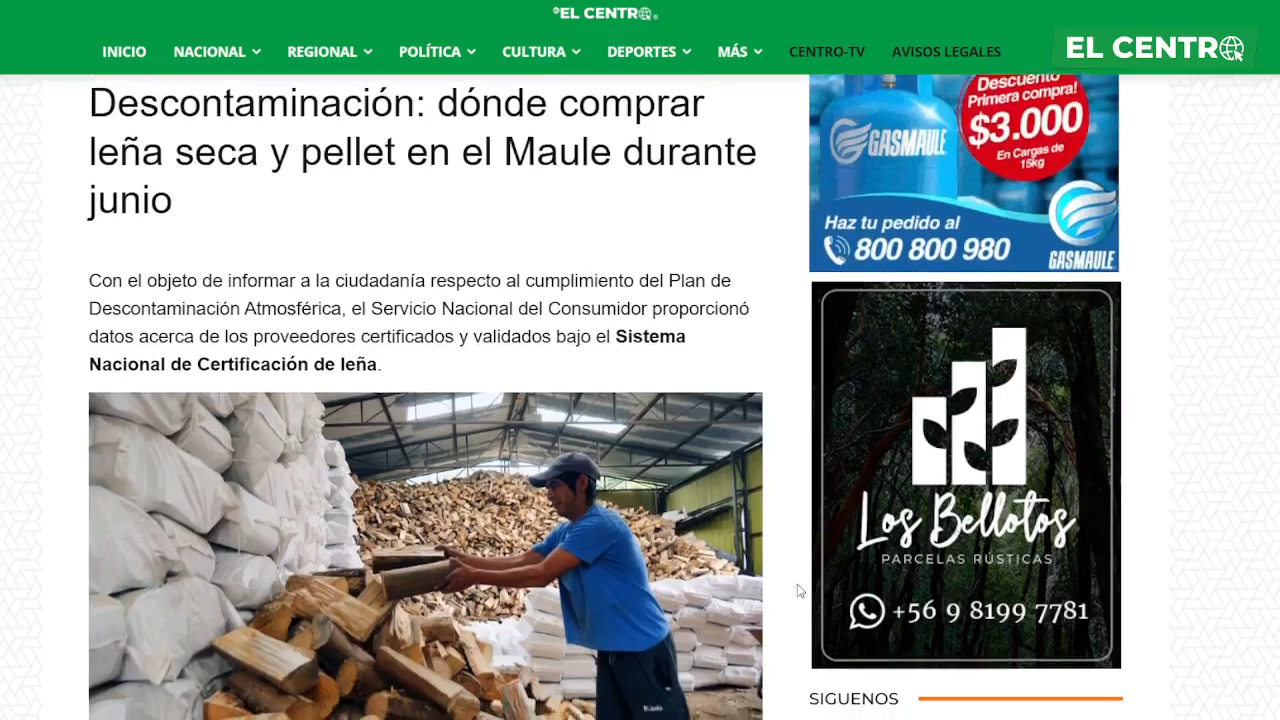 EL CENTRO
INICIO NACIONAL REGIONAL POLÍTICA CULTURA DEPORTES MÁS CENTRO-TV AVISOS LEGALES
EL CENTRO
Descontaminación: dónde comprar
leña seca y pellet en el Maule durante
junio
Con el objeto de informar a la ciudadanía respecto al cumplimiento del Plan de
Descontaminación Atmosférica, el Servicio Nacional del Consumidor proporcionó
datos acerca de los proveedores certificados y validados bajo el Sistema
Nacional de Certificación de leña.
Descuento
Primera compra!
$3.000
En Cargas de
15kg
GASMAULE
Haz tu pedido al
800 800 980
GASMAULE
Los Bellotos
PARCELAS RÚSTICAS
+56 9 8199 7781
SIGUENOS